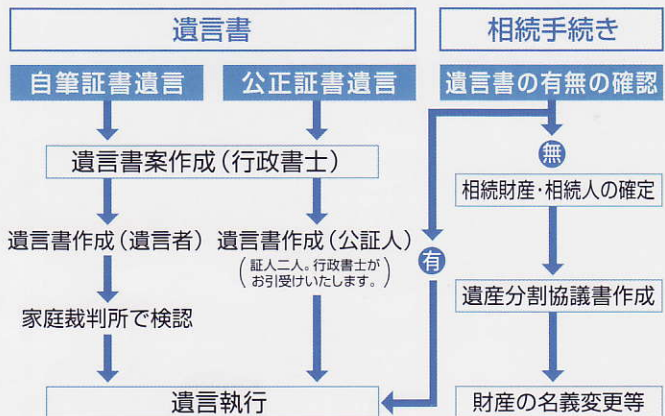 遺言書
相続手続き
自筆証書遺言
公正証書遺言
遺言書の有無の確認
遺言書案作成(行政書士)
無
相続財産・相続人の確定
遺言書作成(遺言者)
遺言書作成(公証人)
(証人二人。行政書士が
お引受けいたします。)
有
遺産分割協議書作成
家庭裁判所で検認
遺言執行
財産の名義変更等